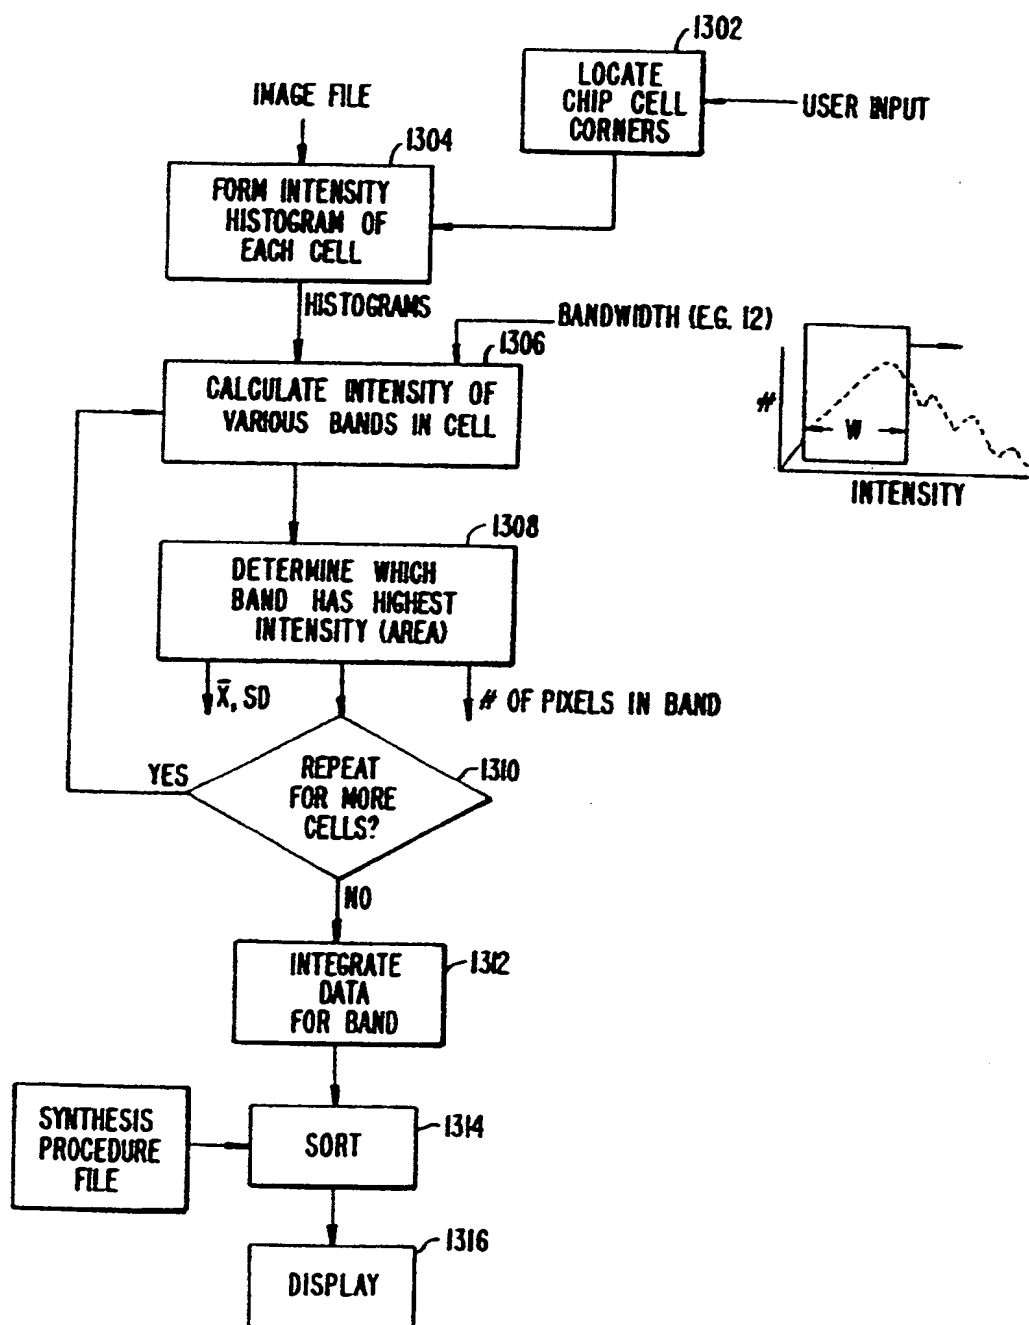 1302
LOCATE
CHIP CELL
CORNERS
USER INPUT
IMAGE FILE
1304
FORM INTENSITY
HISTOGRAM OF
EACH CELL
HISTOGRAMS
BANDWIDTH (E.G. 12)
1306
CALCULATE INTENSITY OF
VARIOUS BANDS IN CELL
#
W
INTENSITY
1308
DETERMINE WHICH
BAND HAS HIGHEST
INTENSITY (AREA)
X̅, SD
# OF PIXELS IN BAND
YES
REPEAT
FOR MORE
CELLS?
1310
NO
INTEGRATE
DATA
FOR BAND
1312
SYNTHESIS
PROCEDURE
FILE
SORT
1314
DISPLAY
1316